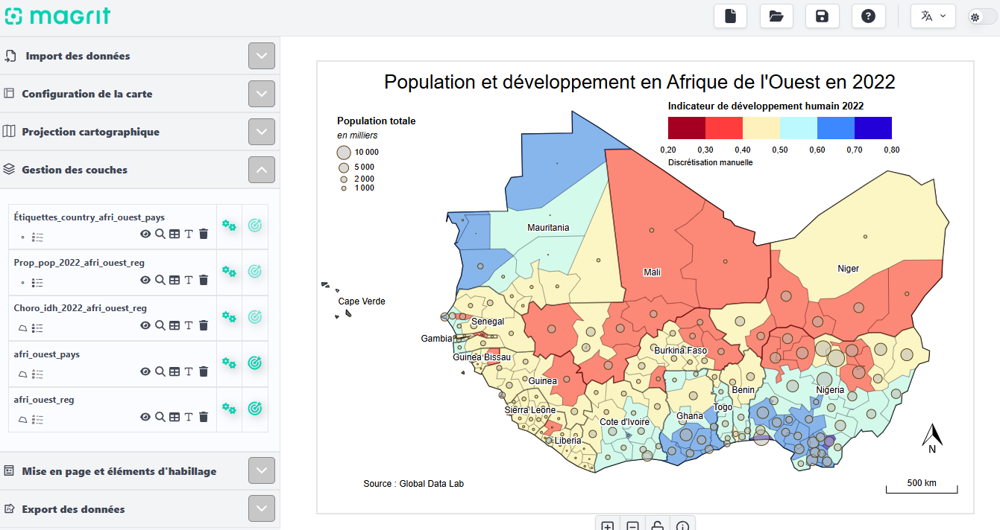 magrit
Import des données
Configuration de la carte
Projection cartographique
Gestion des couches
Étiquettes_country_afri_ouest_pays
Prop_pop_2022_afri_ouest_reg
Choro_idh_2022_afri_ouest_reg
afri_ouest_pays
afri_ouest_reg
Mise en page et éléments d'habillage
Export des données
Population et développement en Afrique de l'Ouest en 2022
Population totale
en milliers
10 000
5 000
2 000
1 000
Indicateur de développement humain 2022
0,20 0,30 0,40 0,50 0,60 0,70 0,80
Discrétisation manuelle
Mauritania
Mali
Niger
Cape Verde
Senegal
Gambia
Guinea Bissau
Burkina Faso
Guinea
Benin
Nigeria
Sierra Leone
Togo
Ghana
Cote d'Ivoire
Liberia
N
Source : Global Data Lab
500 km